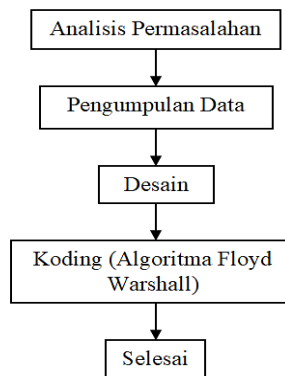 Analisis Permasalahan
Pengumpulan Data
Desain
Koding (Algoritma Floyd
Warshall)
Selesai